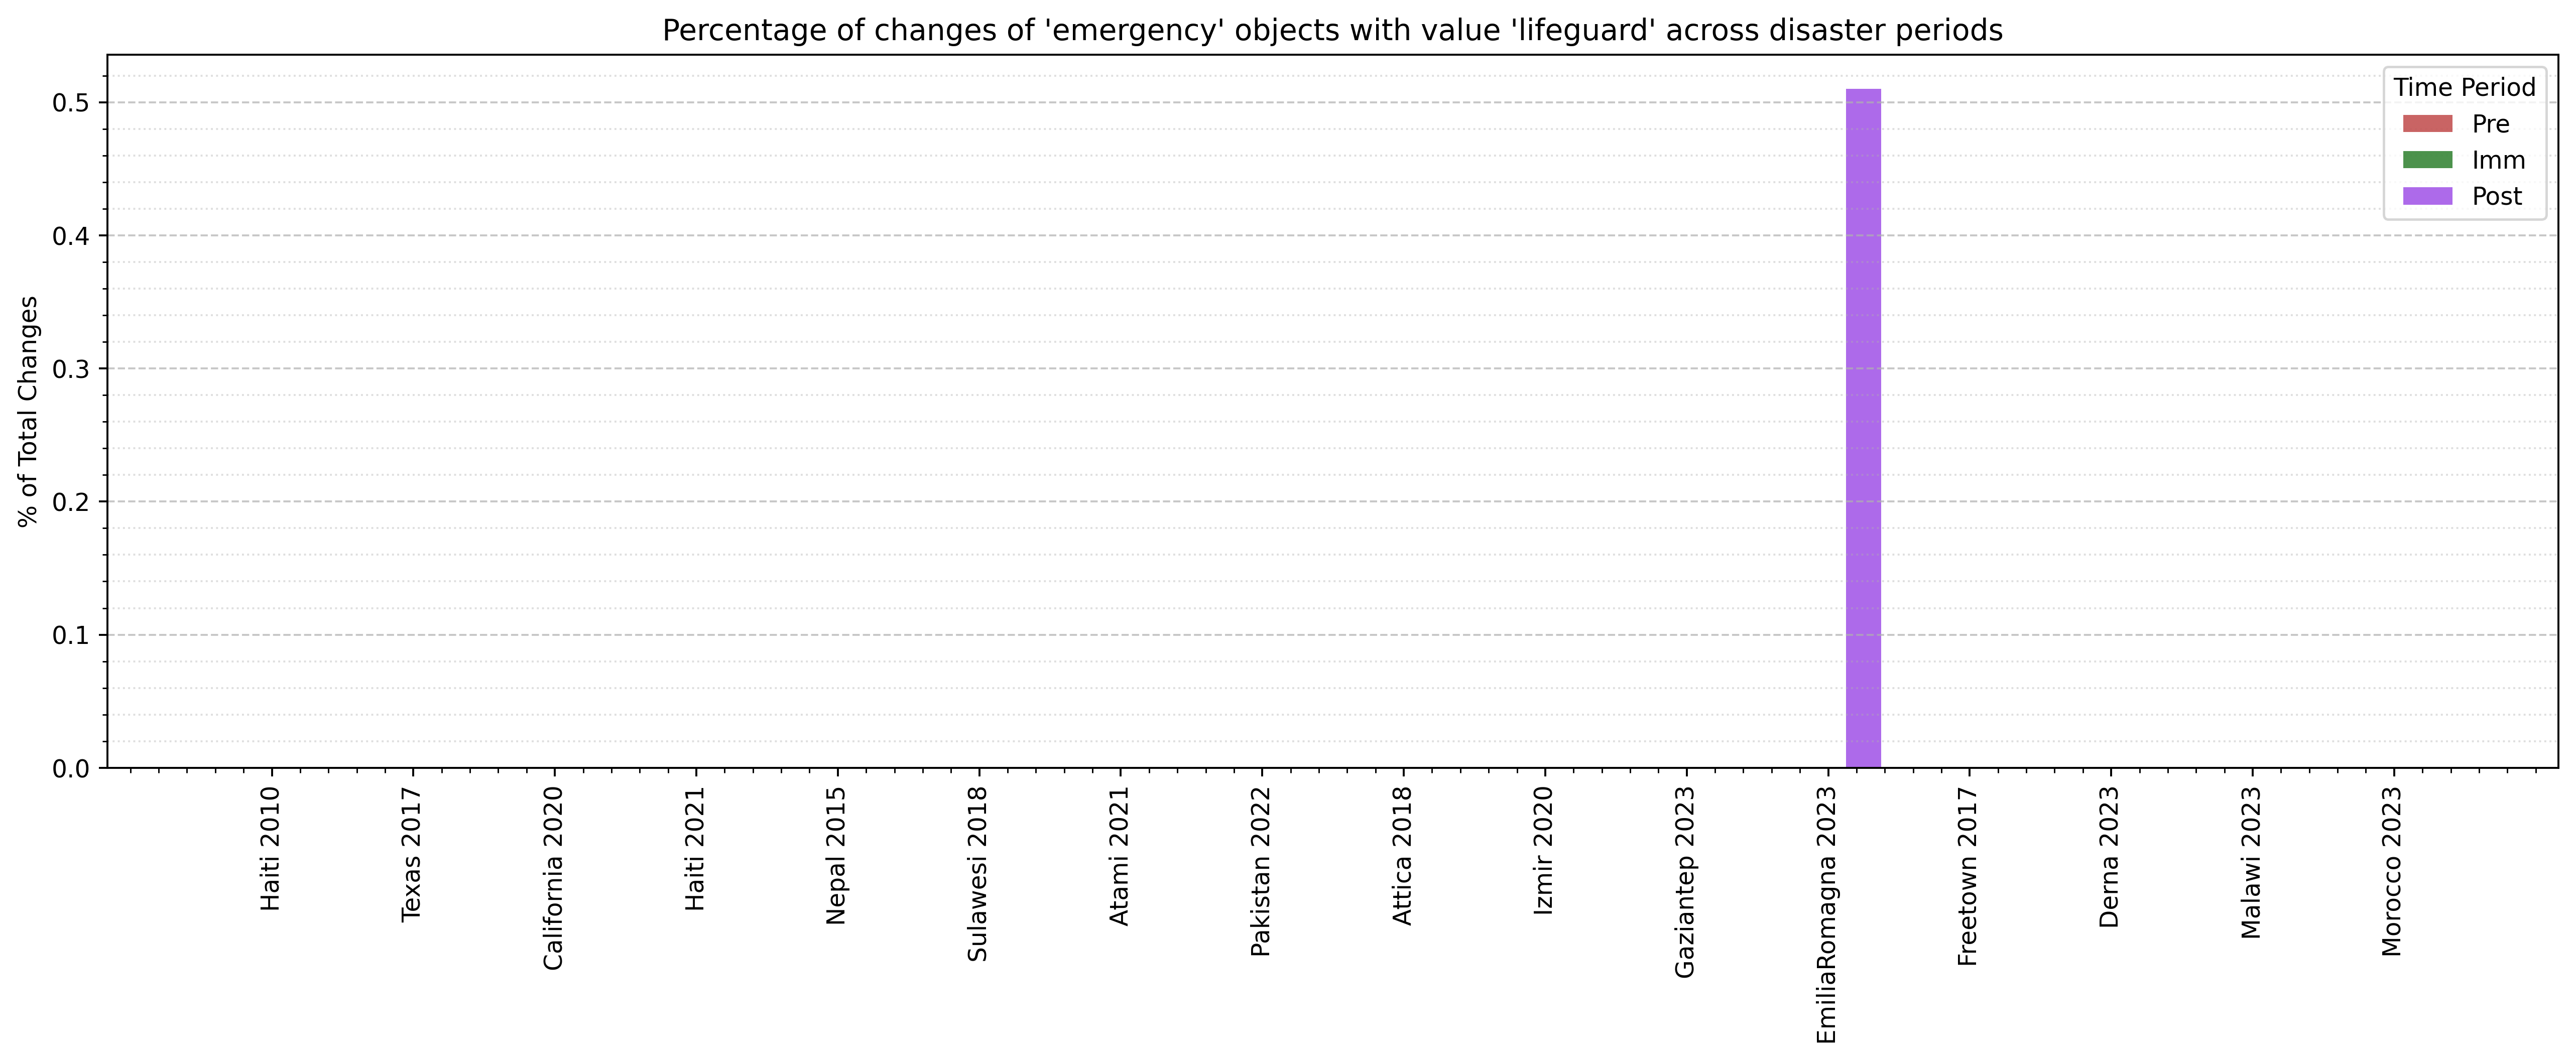 Percentage of changes of 'emergency' objects with value 'lifeguard' across disaster periods
% of Total Changes
0.5
0.4
0.3
0.2
0.1
0.0
Time Period
Pre
Imm
Post
Haiti 2010
Texas 2017
California 2020
Haiti 2021
Nepal 2015
Sulawesi 2018
Atami 2021
Pakistan 2022
Attica 2018
Izmir 2020
Gaziantep 2023
EmiliaRomagna 2023
Freetown 2017
Derna 2023
Malawi 2023
Morocco 2023